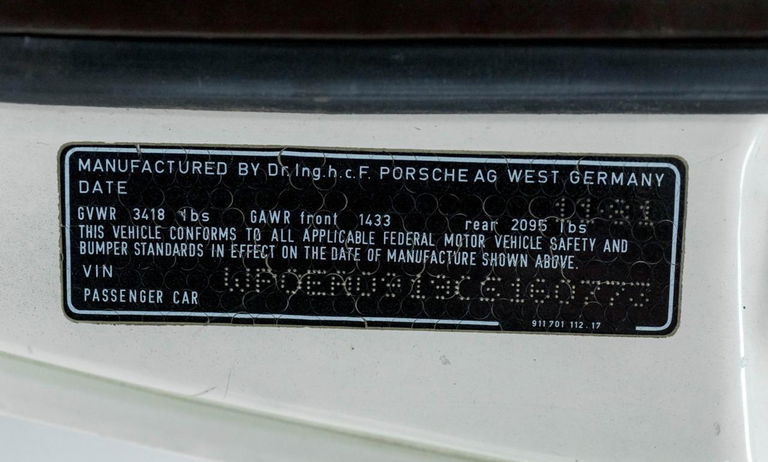 MANUFACTURED BY Dr.Ing.h.c.F. PORSCHE AG WEST GERMANY
DATE 11-81
GVWR 3418 lbs GAWR front 1433 rear 2095 lbs
THIS VEHICLE CONFORMS TO ALL APPLICABLE FEDERAL MOTOR VEHICLE SAFETY AND
BUMPER STANDARDS IN EFFECT ON THE DATE OF MANUFACTURE SHOWN ABOVE.
VIN
PASSENGER CAR
911 701 112.17